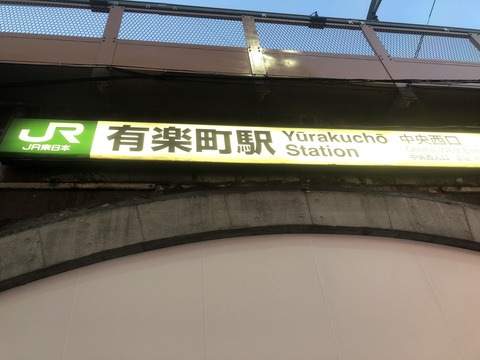 JR
JR東日本
有楽町駅
Yūrakuchō
Station
中央西口